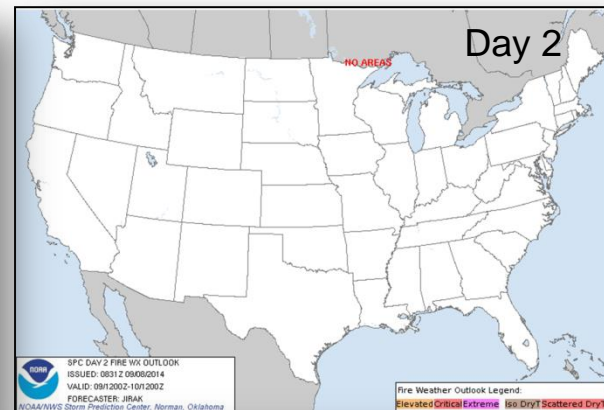 Day 2
NO AREAS
NOAA
SPC DAY 2 FIRE WX OUTLOOK
ISSUED: 0831Z 09/08/2014
VALID: 09/1200Z-10/1200Z
FORECASTER: JIRAK
NOAA/NWS Storm Prediction Center, Norman, Oklahoma
Fire Weather Outlook Legend:
Elevated Critical Extreme Iso DryT Scattered DryT